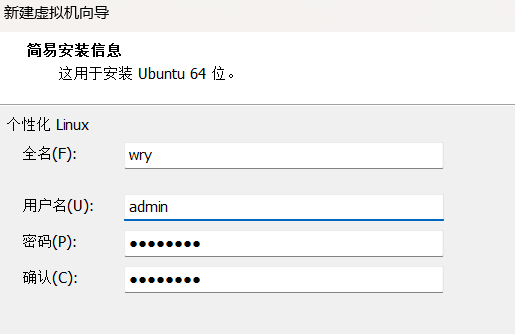 新建虚拟机向导
简易安装信息
这用于安装 Ubuntu 64 位。
个性化 Linux
全名(F): wry
用户名(U): admin
密码(P): ●●●●●●●●
确认(C): ●●●●●●●●